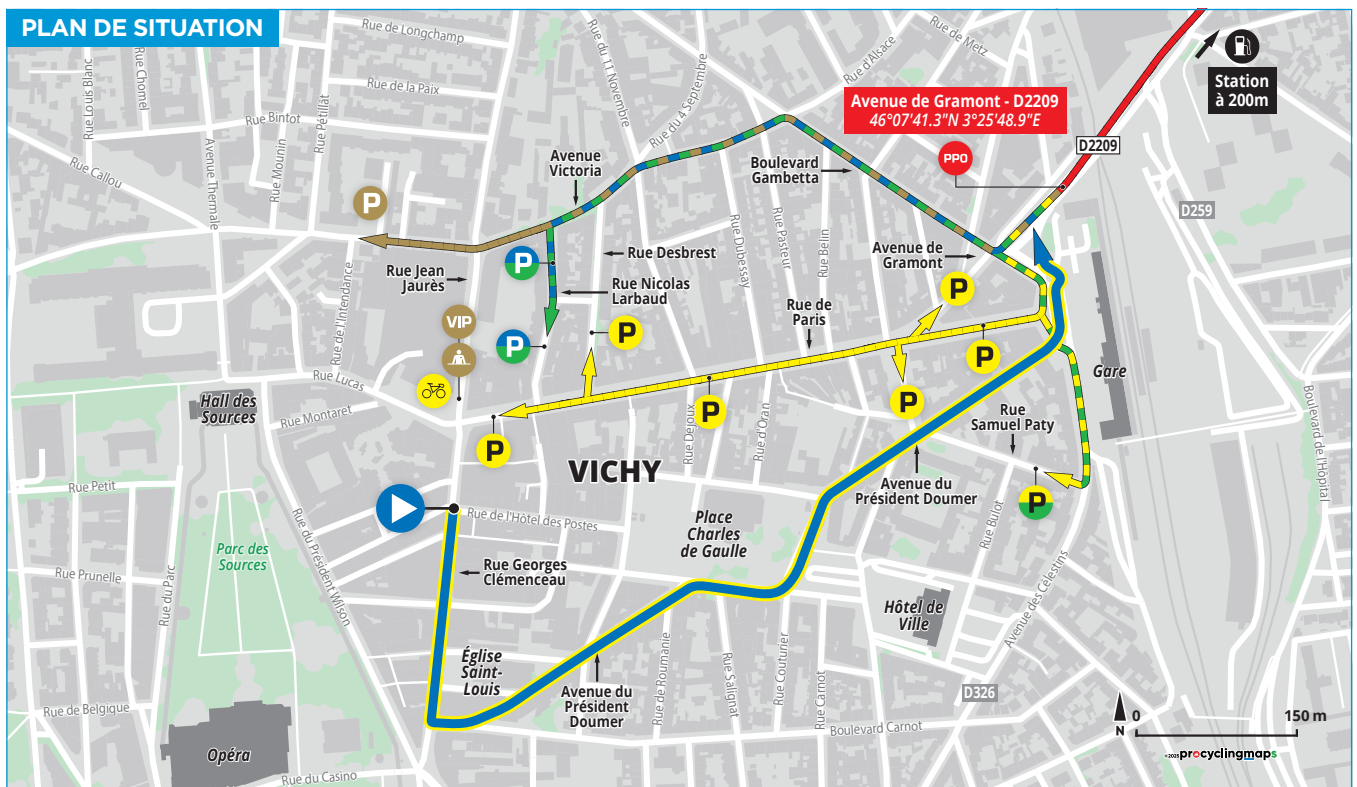 PLAN DE SITUATION
Rue de Longchamp
Rue du 11 Novembre
Rue de Metz
Rue d'Alsace
Station
à 200m
Rue Louis Blanc
Rue Chomel
Rue de la Paix
Rue Pétillat
Rue Bintot
Rue Mounin
Rue du 4 Septembre
Avenue de Gramont - D2209
46°07'41.3"N 3°25'48.9"E
PPO
D2209
Avenue Thermale
Rue Callou
Avenue
Victoria
Boulevard
Gambetta
P
D259
Rue Dubessay
Rue Pasteur
Rue Belin
Avenue de
Gramont
Rue Desbrest
P
Rue Jean
Jaurès
Rue Nicolas
Larbaud
P
Rue de l'Intendance
Rue de
Paris
VIP
P
P
P
Rue Lucas
Gare
Hall des
Sources
Rue Montaret
P
P
Rue Dejoux
Rue d'Oran
Rue
Samuel Paty
P
Boulevard de l'Hôpital
VICHY
Rue Petit
Avenue du
Président Doumer
P
Rue de l'Hôtel des Postes
Place
Charles
de Gaulle
Rue Bulot
Rue du Président Wilson
Parc des
Sources
Rue Prunelle
Rue du Parc
Rue Georges
Clémenceau
Hôtel de
Ville
Avenue des Célestins
Église
Saint-
Louis
Avenue du
Président
Doumer
Rue de Roumanie
Rue Salignat
Rue Couturier
Rue Carnot
D326
Rue de Belgique
Boulevard Carnot
N
0
150 m
Opéra
Rue du Casino
©2025 procyclingmaps